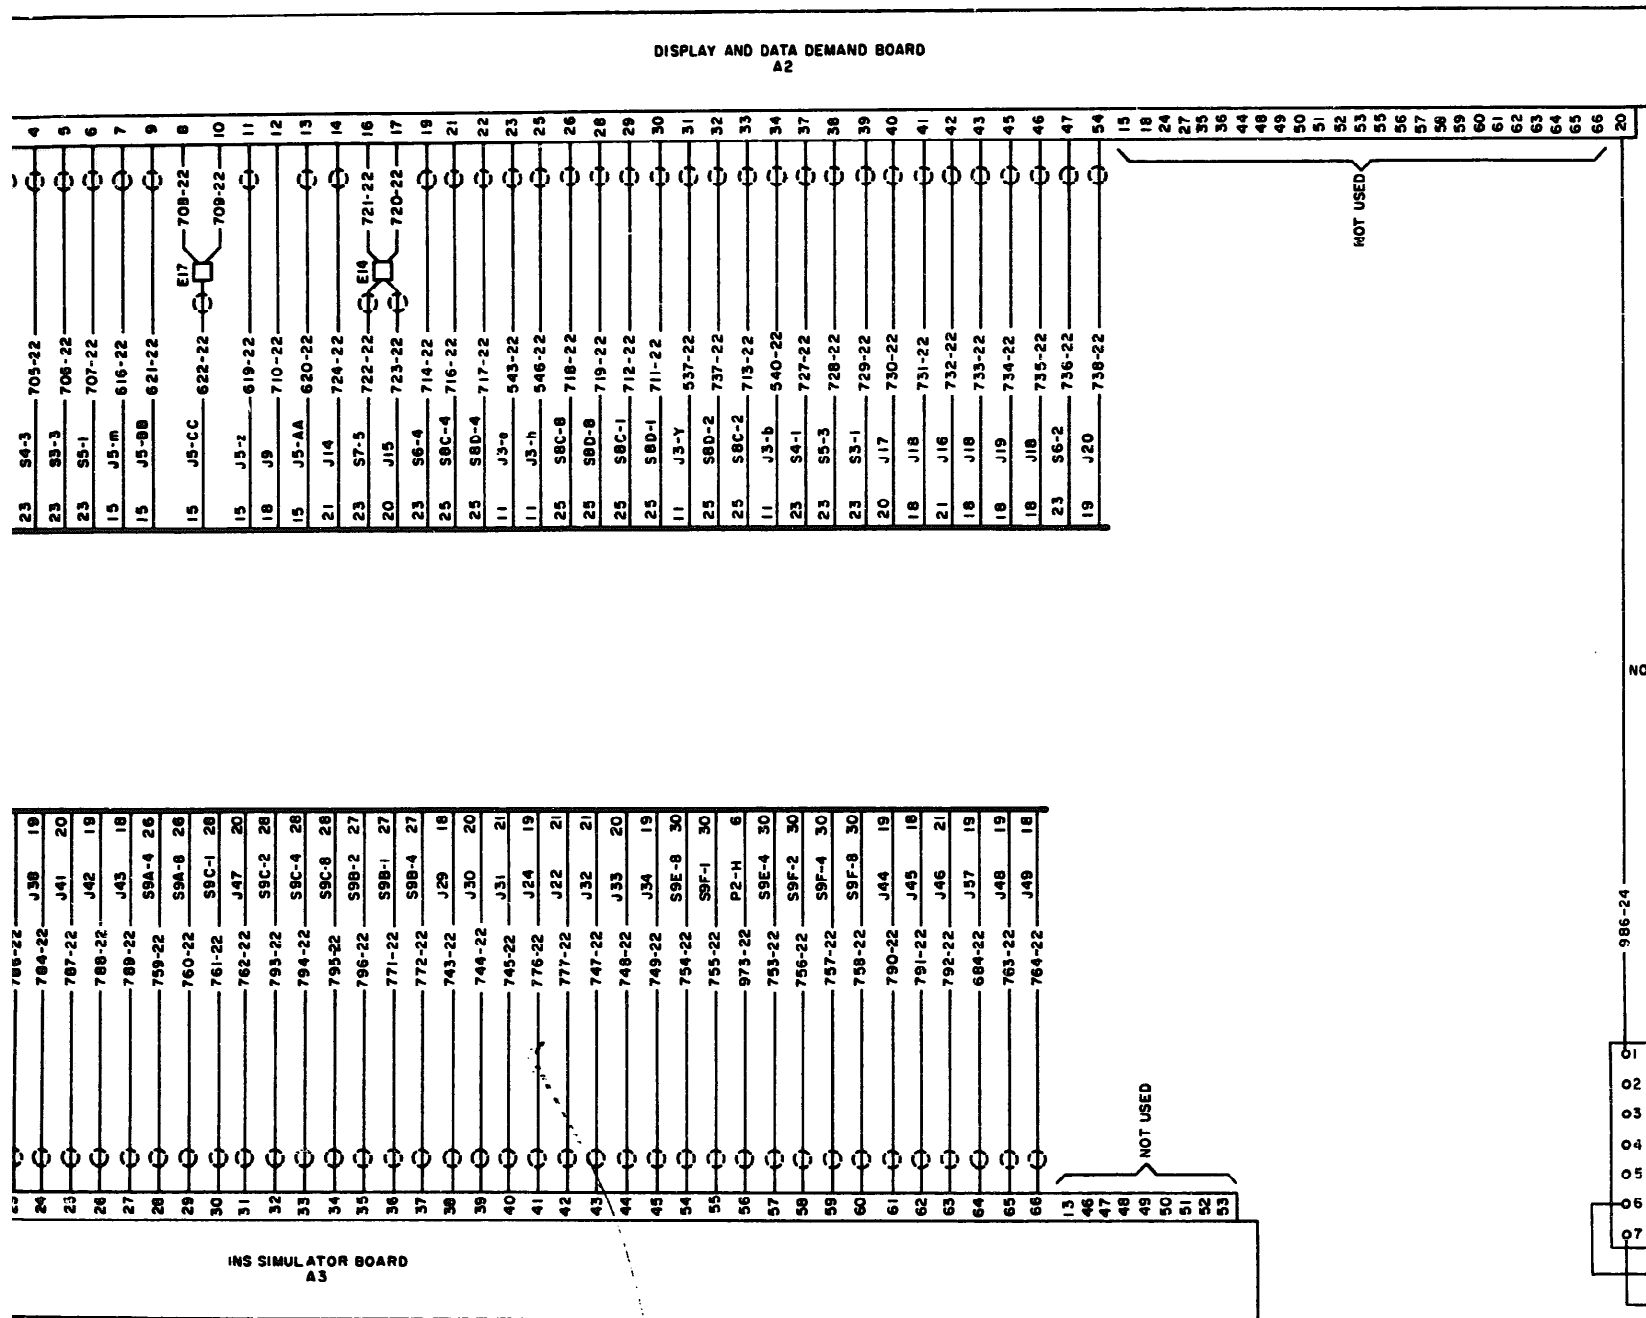 DISPLAY AND DATA DEMAND BOARD
A2
4 5 6 7 9 8 10 11 12 13 14 16 17 19 21 22 23 25 26 28 29 30 31 32 33 34 37 38 39 40 41 42 43 45 46 47 54 15 18 24 27 35 36 44 48 49 50 51 52 53 55 56 57 58 59 60 61 62 63 64 65 66 20
708-22 709-22 721-22 720-22
NOT USED
E17 E14
705-22 706-22 707-22 616-22 621-22 622-22 619-22 710-22 620-22 724-22 722-22 723-22 714-22 716-22 717-22 543-22 546-22 718-22 719-22 712-22 711-22 537-22 737-22 713-22 540-22 727-22 728-22 729-22 730-22 731-22 732-22 733-22 734-22 735-22 736-22 738-22
S4-3 S3-3 S5-1 J5-m J5-BB J5-CC J5-z J9 J5-AA J14 S7-5 J15 S6-4 S8C-4 S8D-4 J3-h S8C-8 S8D-8 S8C-1 S8D-1 J3-Y S8D-2 S8C-2 J3-b S4-1 S5-3 S3-1 J17 J18 J16 J18 J19 J18 S6-2 J20
23 23 23 15 15 15 15 18 15 21 23 20 23 25 25 11 11 25 25 25 25 11 25 25 11 23 23 23 20 18 21 18 18 18 23 19
NO
19 20 19 18 26 26 28 20 28 28 28 27 27 27 18 20 21 19 21 21 20 19 30 30 6 30 30 30 30 19 18 21 19 19 18
J38 J41 J42 J43 S9A-4 S9A-8 S9C-1 J47 S9C-2 S9C-4 S9C-8 S9B-2 S9B-1 S9B-4 J29 J30 J31 J24 J22 J32 J33 J34 S9E-8 S9F-1 P2-H S9E-4 S9F-2 S9F-4 S9F-8 J44 J45 J46 J57 J48 J49
784-22 787-22 788-22 789-22 759-22 760-22 761-22 762-22 793-22 794-22 795-22 796-22 771-22 772-22 743-22 744-22 745-22 776-22 777-22 747-22 748-22 749-22 754-22 755-22 973-22 753-22 756-22 757-22 758-22 790-22 791-22 792-22 684-22 763-22 764-22
986-24
NOT USED
24 25 26 27 28 29 30 31 32 33 34 35 36 37 38 39 40 41 42 43 44 45 54 55 56 57 58 59 60 61 62 63 64 65 66 13 46 47 48 49 50 51 52 53
1
2
3
4
5
6
7
INS SIMULATOR BOARD
A3